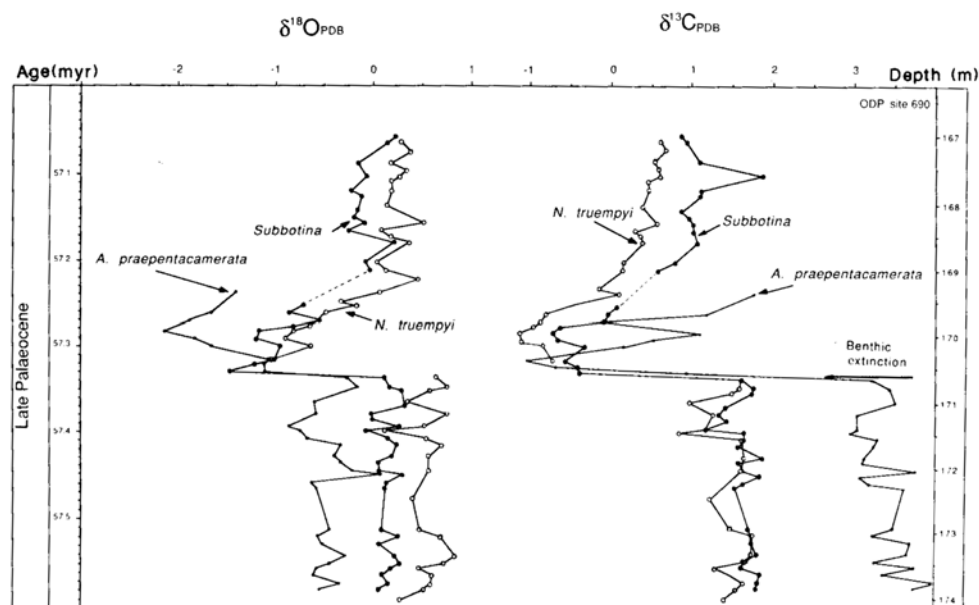 δ18OPDB δ13CPDB
Age(myr) -2 -1 0 1 -1 0 1 2 3 Depth (m)
ODP site 690
167
57.1
N. truempyi
168
Subbotina Subbotina
57.2
A. praepentacamerata 169
A. praepentacamerata
N. truempyi
57.3 170
Benthic
extinction
171
57.4
172
57.5
173
174
Late Palaeocene